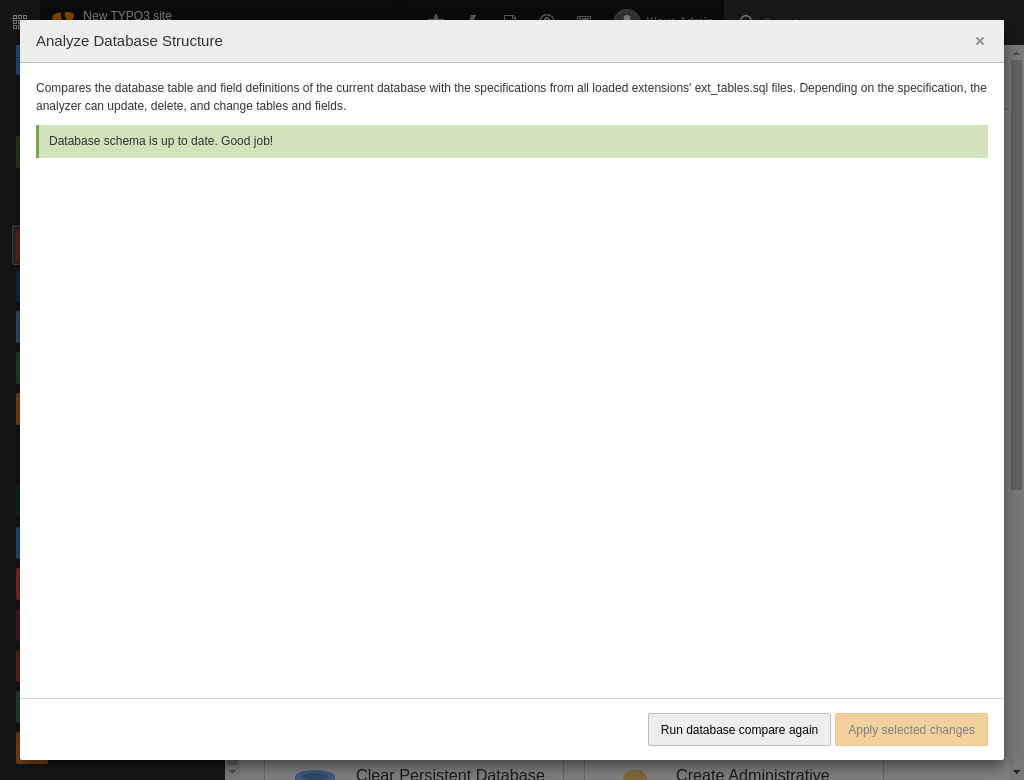 New TYPO3 site
Klaus Admin
Analyze Database Structure
×
Compares the database table and field definitions of the current database with the specifications from all loaded extensions' ext_tables.sql files. Depending on the specification, the
analyzer can update, delete, and change tables and fields.
Database schema is up to date. Good job!
Run database compare again
Apply selected changes
Clear Persistent Database
Create Administrative